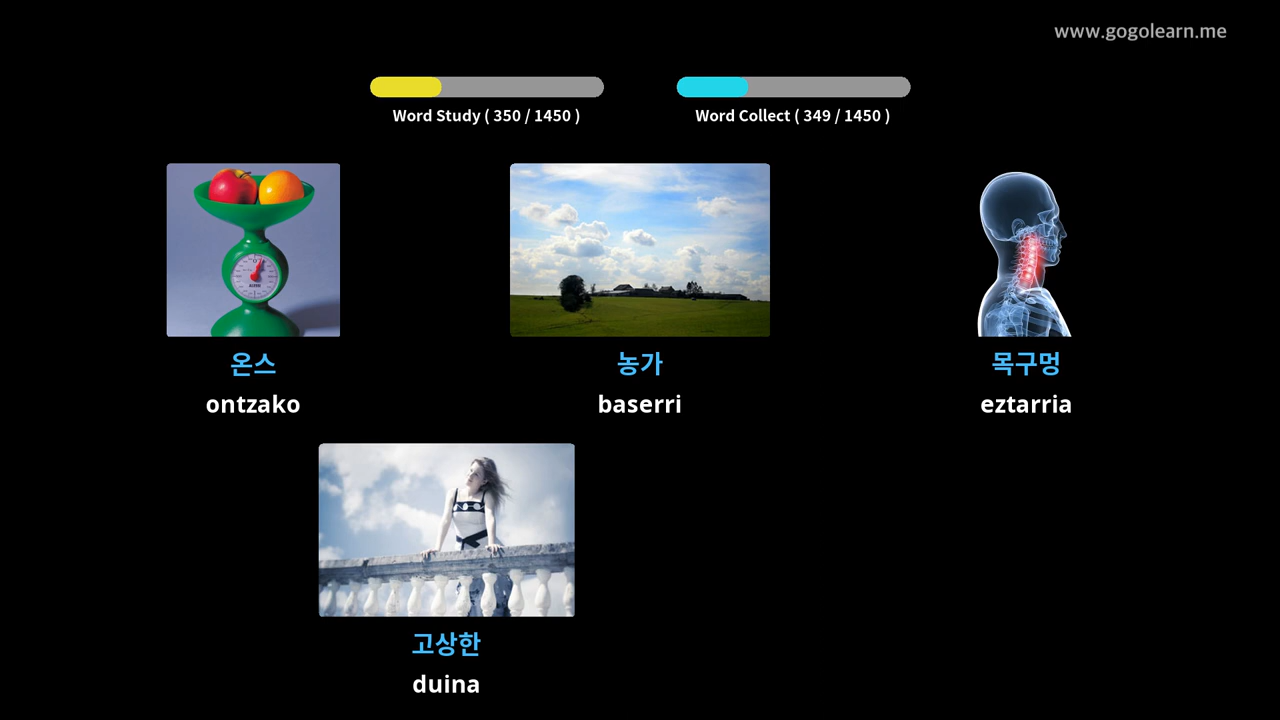 www.gogolearn.me
Word Study ( 350 / 1450 )
Word Collect ( 349 / 1450 )
온스
ontzako
농가
baserri
목구멍
eztarria
고상한
duina